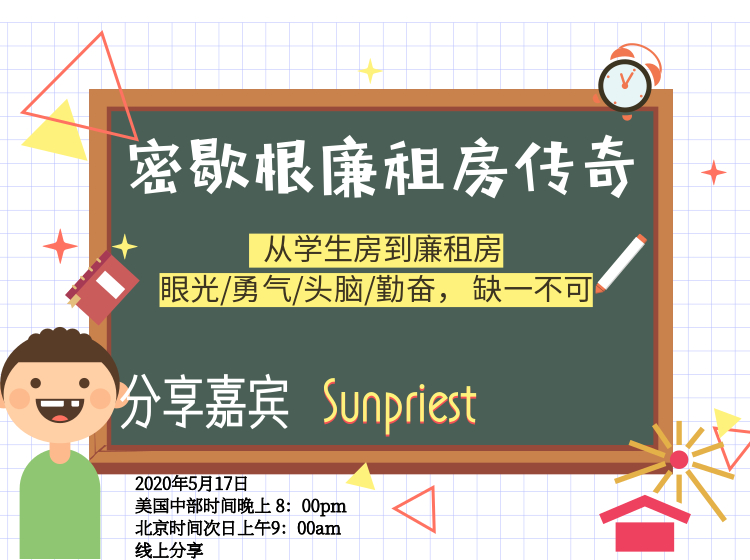 密歇根廉租房传奇
从学生房到廉租房
眼光/勇气/头脑/勤奋，缺一不可
分享嘉宾 Sunpriest
2020年5月17日
美国中部时间晚上 8：00pm
北京时间次日上午9：00am
线上分享